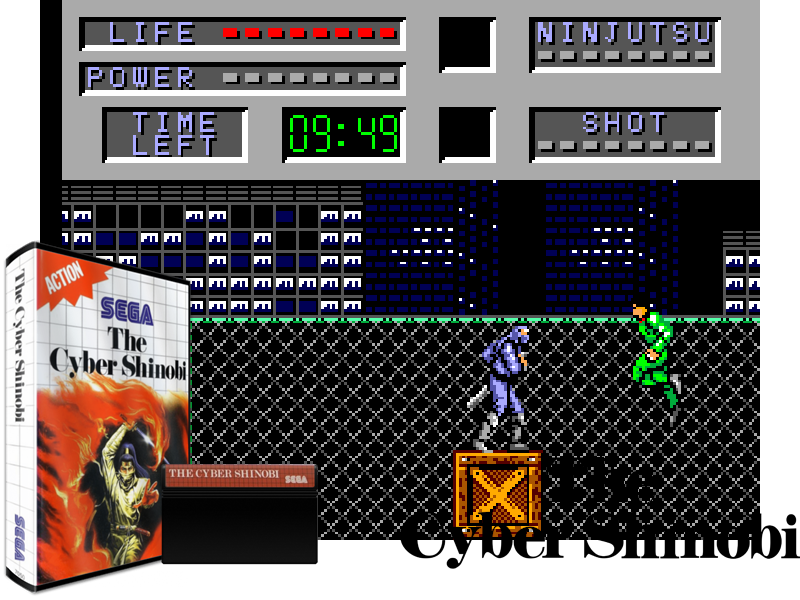 LIFE
NINJUTSU
POWER
TIME
LEFT
09:49
SHOT
ACTION
SEGA
The
Cyber Shinobi
The Cyber Shinobi
SEGA
THE CYBER SHINOBI
SEGA
The
Cyber Shinobi